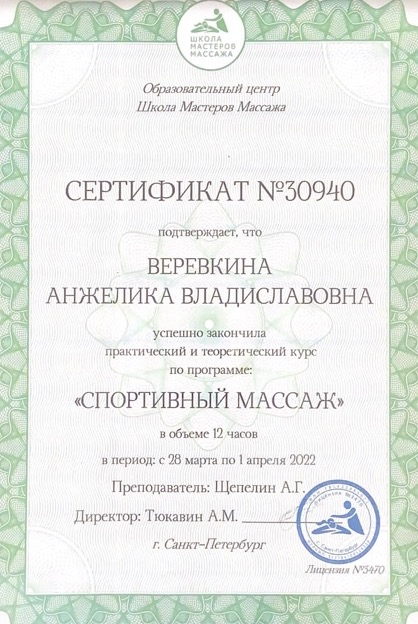 ШКОЛА
МАСТЕРОВ
МАССАЖА
Образовательный центр
Школа Мастеров Массажа
СЕРТИФИКАТ №30940
подтверждает, что
ВЕРЕВКИНА
АНЖЕЛИКА ВЛАДИСЛАВОВНА
успешно закончила
практический и теоретический курс
по программе:
«СПОРТИВНЫЙ МАССАЖ»
в объеме 12 часов
в период: с 28 марта по 1 апреля 2022
Преподаватель: Щепелин А.Г.
Директор: Тюкавин А.М.
г. Санкт-Петербург
Лицензия №3470